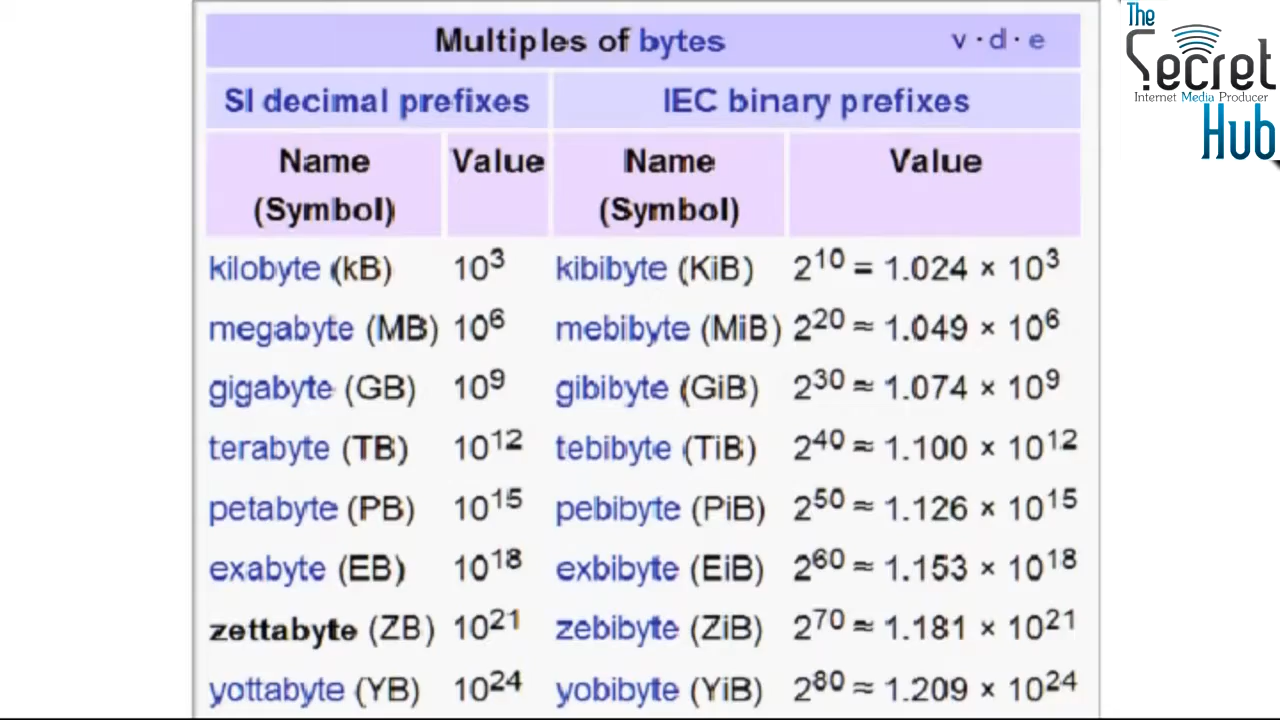 Multiples of bytes v · d · e
SI decimal prefixes IEC binary prefixes
Name (Symbol) Value Name (Symbol) Value
kilobyte (kB) 10³ kibibyte (KiB) 2¹⁰ = 1.024 × 10³
megabyte (MB) 10⁶ mebibyte (MiB) 2²⁰ ≈ 1.049 × 10⁶
gigabyte (GB) 10⁹ gibibyte (GiB) 2³⁰ ≈ 1.074 × 10⁹
terabyte (TB) 10¹² tebibyte (TiB) 2⁴⁰ ≈ 1.100 × 10¹²
petabyte (PB) 10¹⁵ pebibyte (PiB) 2⁵⁰ ≈ 1.126 × 10¹⁵
exabyte (EB) 10¹⁸ exbibyte (EiB) 2⁶⁰ ≈ 1.153 × 10¹⁸
zettabyte (ZB) 10²¹ zebibyte (ZiB) 2⁷⁰ ≈ 1.181 × 10²¹
yottabyte (YB) 10²⁴ yobibyte (YiB) 2⁸⁰ ≈ 1.209 × 10²⁴
The
Secret
Internet Media Producer
Hub